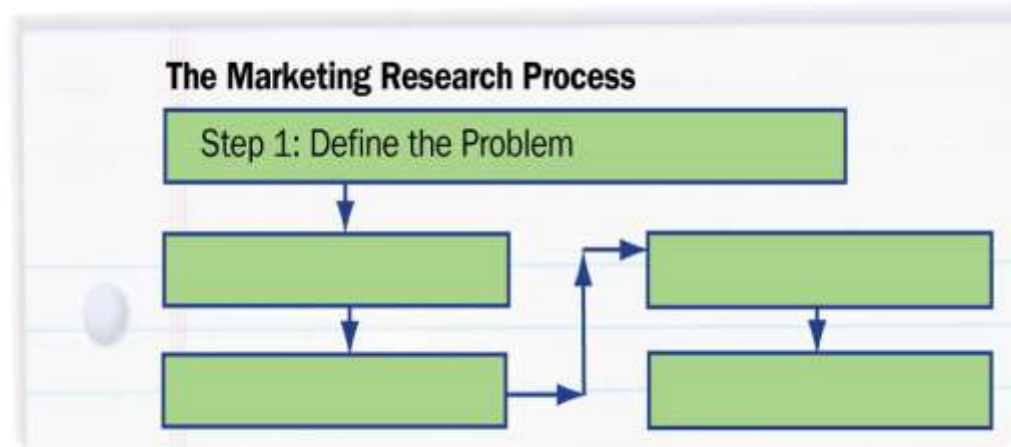 The Marketing Research Process
Step 1: Define the Problem